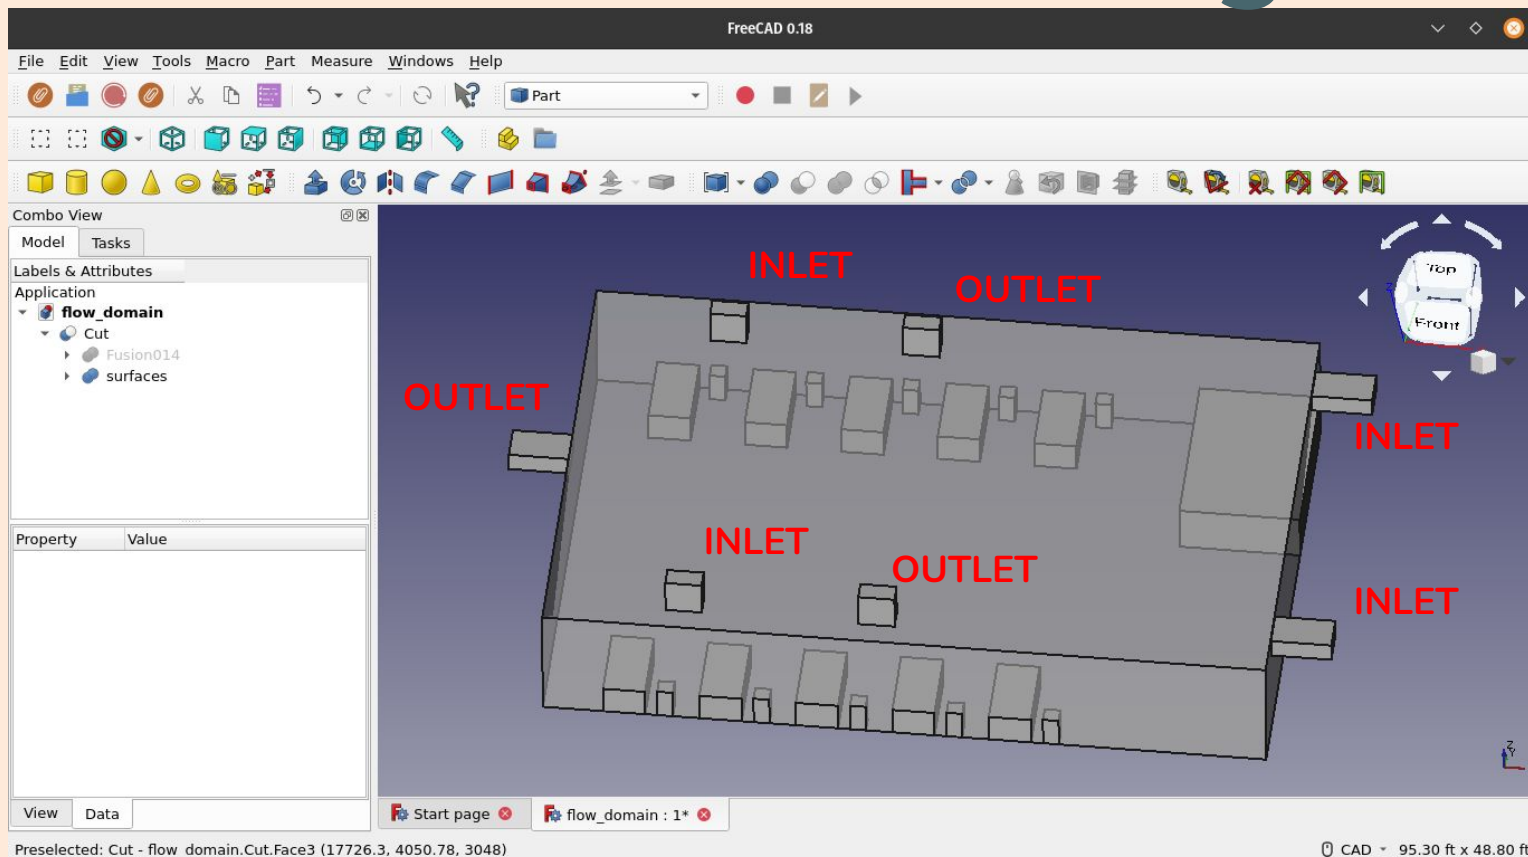 FreeCAD 0.18
File Edit View Tools Macro Part Measure Windows Help
Part
Combo View
Model Tasks
Labels & Attributes
Application
flow_domain
Cut
Fusion014
surfaces
Property Value
View Data
INLET
OUTLET
OUTLET
INLET
INLET
OUTLET
INLET
Top
Front
Z
Y
Start page
flow_domain : 1*
Preselected: Cut - flow_domain.Cut.Face3 (17726.3, 4050.78, 3048)
CAD 95.30 ft x 48.80 ft